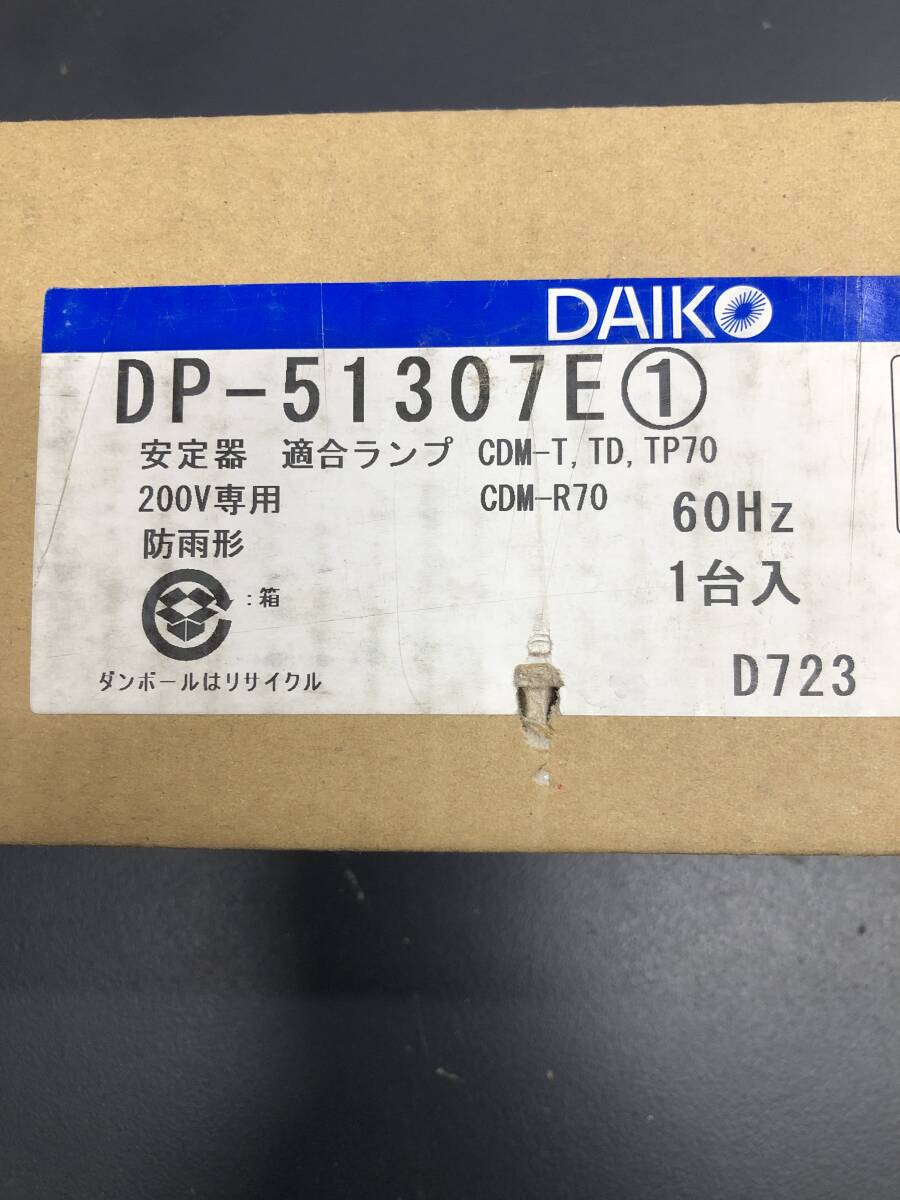 DAIKO
DP-51307E①
安定器 適合ランプ CDM-T, TD, TP70
200V専用 CDM-R70 60Hz
防雨形
1台入
:箱
ダンボールはリサイクル
D723